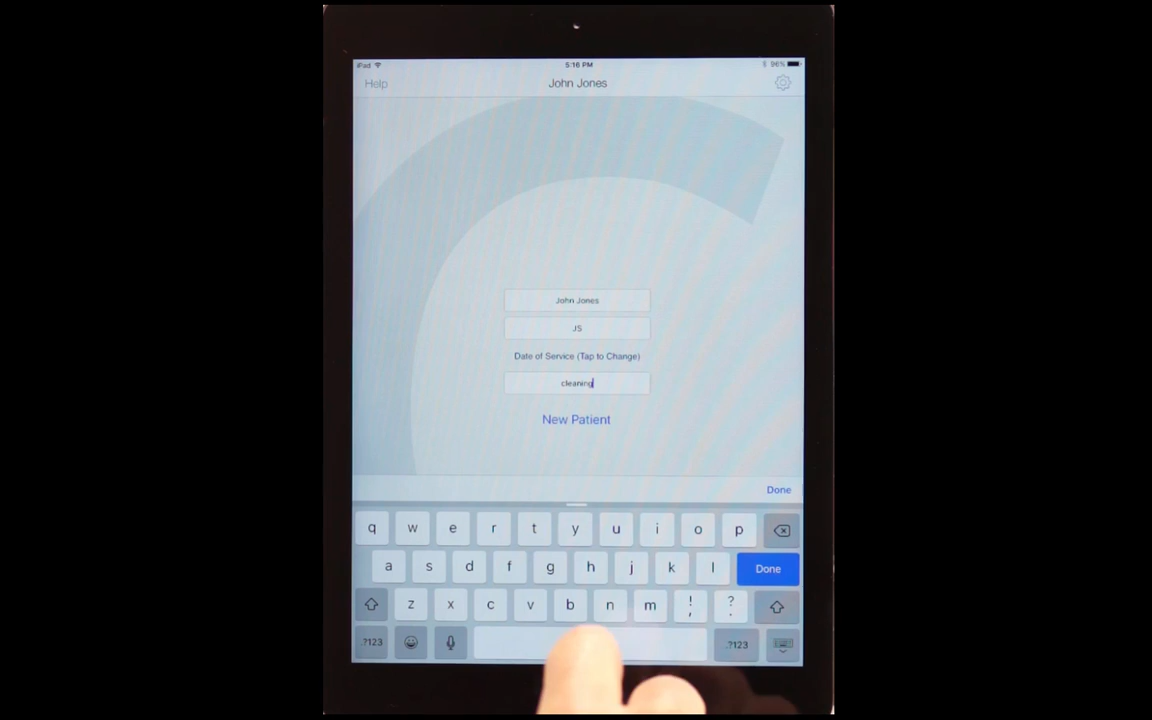 iPad 5:16 PM 96%
Help John Jones
John Jones
JS
Date of Service (Tap to Change)
cleaning
New Patient
Done
q w e r t y u i o p
a s d f g h j k l Done
z x c v b n m ! , ? .
.?123 .?123